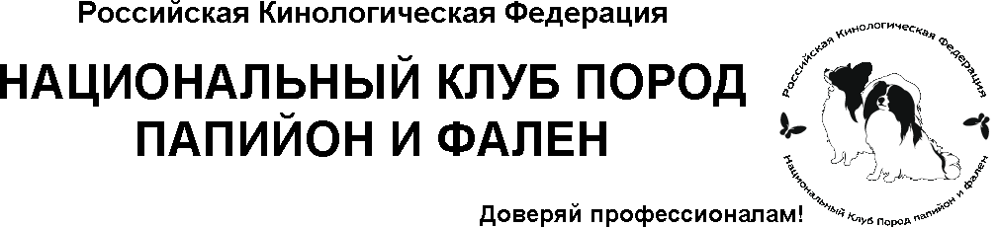 Российская Кинологическая Федерация
НАЦИОНАЛЬНЫЙ КЛУБ ПОРОД
ПАПИЙОН И ФАЛЕН
Доверяй профессионалам!
Российская Кинологическая Федерация
Национальный Клуб Пород папийон и фален